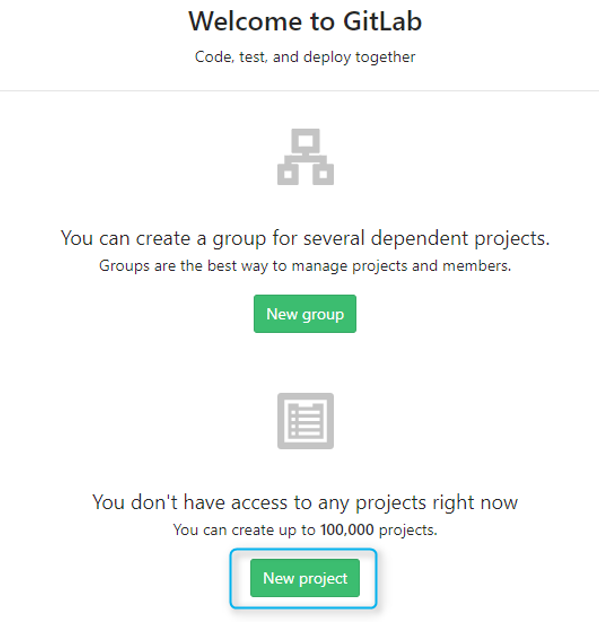 Welcome to GitLab
Code, test, and deploy together
You can create a group for several dependent projects.
Groups are the best way to manage projects and members.
New group
You don't have access to any projects right now
You can create up to 100,000 projects.
New project